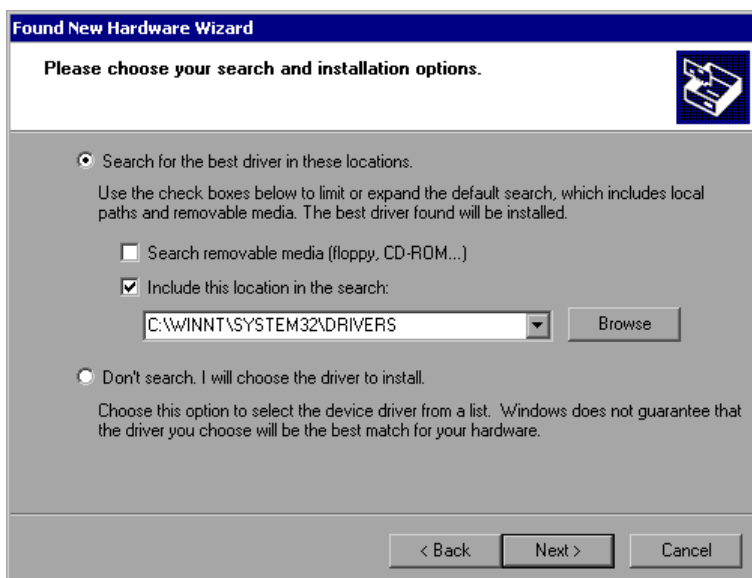 Found New Hardware Wizard
Please choose your search and installation options.
Search for the best driver in these locations.
Use the check boxes below to limit or expand the default search, which includes local
paths and removable media. The best driver found will be installed.
Search removable media (floppy, CD-ROM...)
Include this location in the search:
C:\WINNT\SYSTEM32\DRIVERS
Browse
Don't search. I will choose the driver to install.
Choose this option to select the device driver from a list.  Windows does not guarantee that
the driver you choose will be the best match for your hardware.
< Back
Next >
Cancel